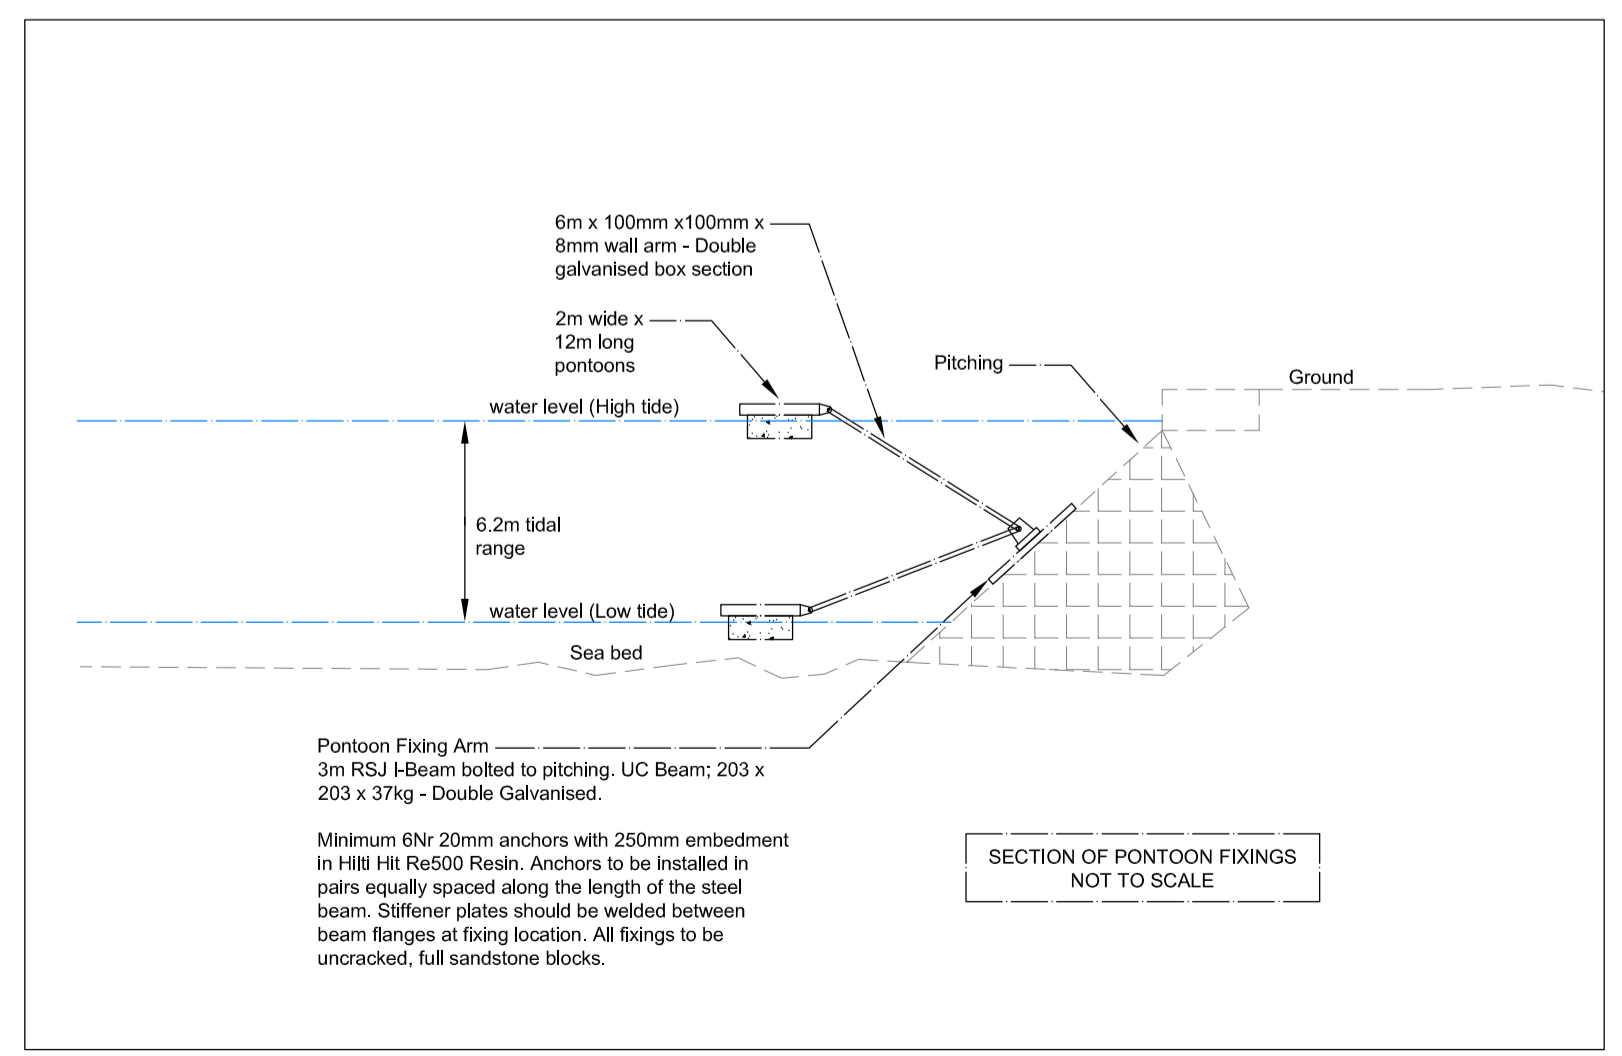 6m x 100mm x100mm x
8mm wall arm - Double
galvanised box section
2m wide x
12m long
pontoons
Pitching
Ground
water level (High tide)
6.2m tidal
range
water level (Low tide)
Sea bed
Pontoon Fixing Arm
3m RSJ I-Beam bolted to pitching. UC Beam; 203 x
203 x 37kg - Double Galvanised.
Minimum 6Nr 20mm anchors with 250mm embedment
in Hilti Hit Re500 Resin. Anchors to be installed in
pairs equally spaced along the length of the steel
beam. Stiffener plates should be welded between
beam flanges at fixing location. All fixings to be
uncracked, full sandstone blocks.
SECTION OF PONTOON FIXINGS
NOT TO SCALE